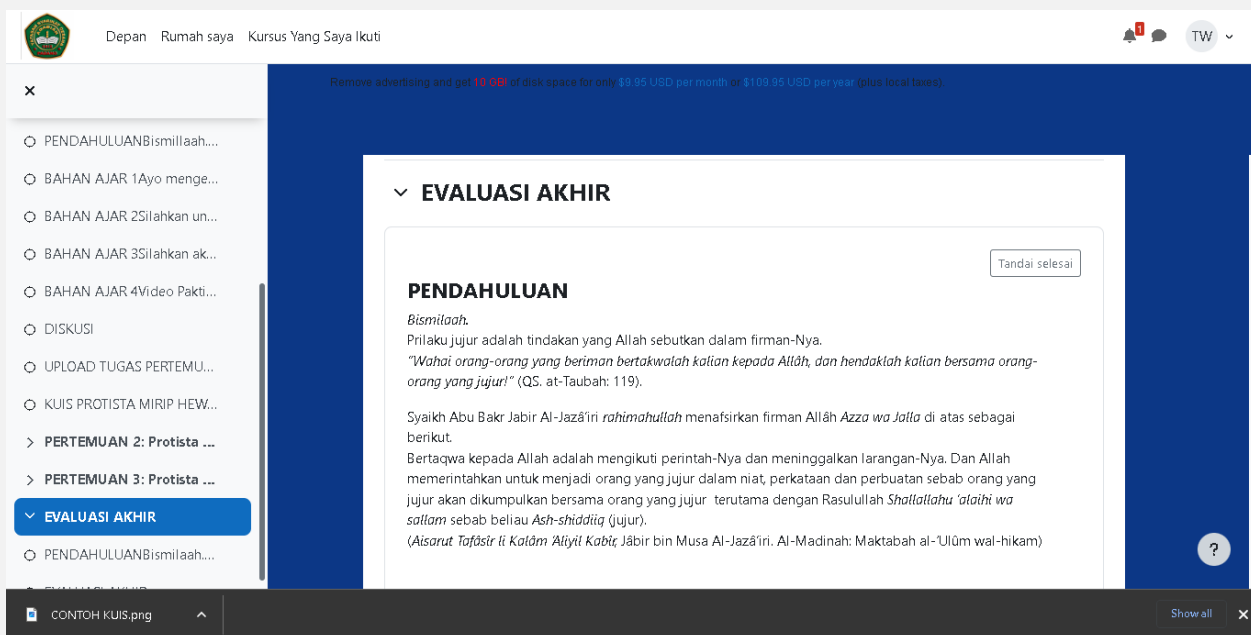 Depan Rumah saya Kursus Yang Saya Ikuti
1
TW
Remove advertising and get 10 GB! of disk space for only $9.95 USD per month or $109.95 USD per year (plus local taxes).
PENDAHULUANBismillaah....
BAHAN AJAR 1Ayo menge...
BAHAN AJAR 2Silahkan un...
BAHAN AJAR 3Silahkan ak...
BAHAN AJAR 4Video Pakti...
DISKUSI
UPLOAD TUGAS PERTEMU...
KUIS PROTISTA MIRIP HEW...
PERTEMUAN 2: Protista ...
PERTEMUAN 3: Protista ...
EVALUASI AKHIR
PENDAHULUANBismilaah....
EVALUASI AKHIR
EVALUASI AKHIR
Tandai selesai
PENDAHULUAN
Bismilaah.
Prilaku jujur adalah tindakan yang Allah sebutkan dalam firman-Nya.
“Wahai orang-orang yang beriman bertakwalah kalian kepada Allâh, dan hendaklah kalian bersama orang-
orang yang jujur!” (QS. at-Taubah: 119).
Syaikh Abu Bakr Jabir Al-Jazâ’iri rahimahullah menafsirkan firman Allâh Azza wa Jalla di atas sebagai
berikut.
Bertaqwa kepada Allah adalah mengikuti perintah-Nya dan meninggalkan larangan-Nya. Dan Allah
memerintahkan untuk menjadi orang yang jujur dalam niat, perkataan dan perbuatan sebab orang yang
jujur akan dikumpulkan bersama orang yang jujur terutama dengan Rasulullah Shallallahu ‘alaihi wa
sallam sebab beliau Ash-shiddiiq (jujur).
(Aisarut Tafâsîr li Kalâm ‘Aliyil Kabîr, Jâbir bin Musa Al-Jazâ’iri. Al-Madinah: Maktabah al-‘Ulûm wal-hikam)
?
CONTOH KUIS.png
Show all